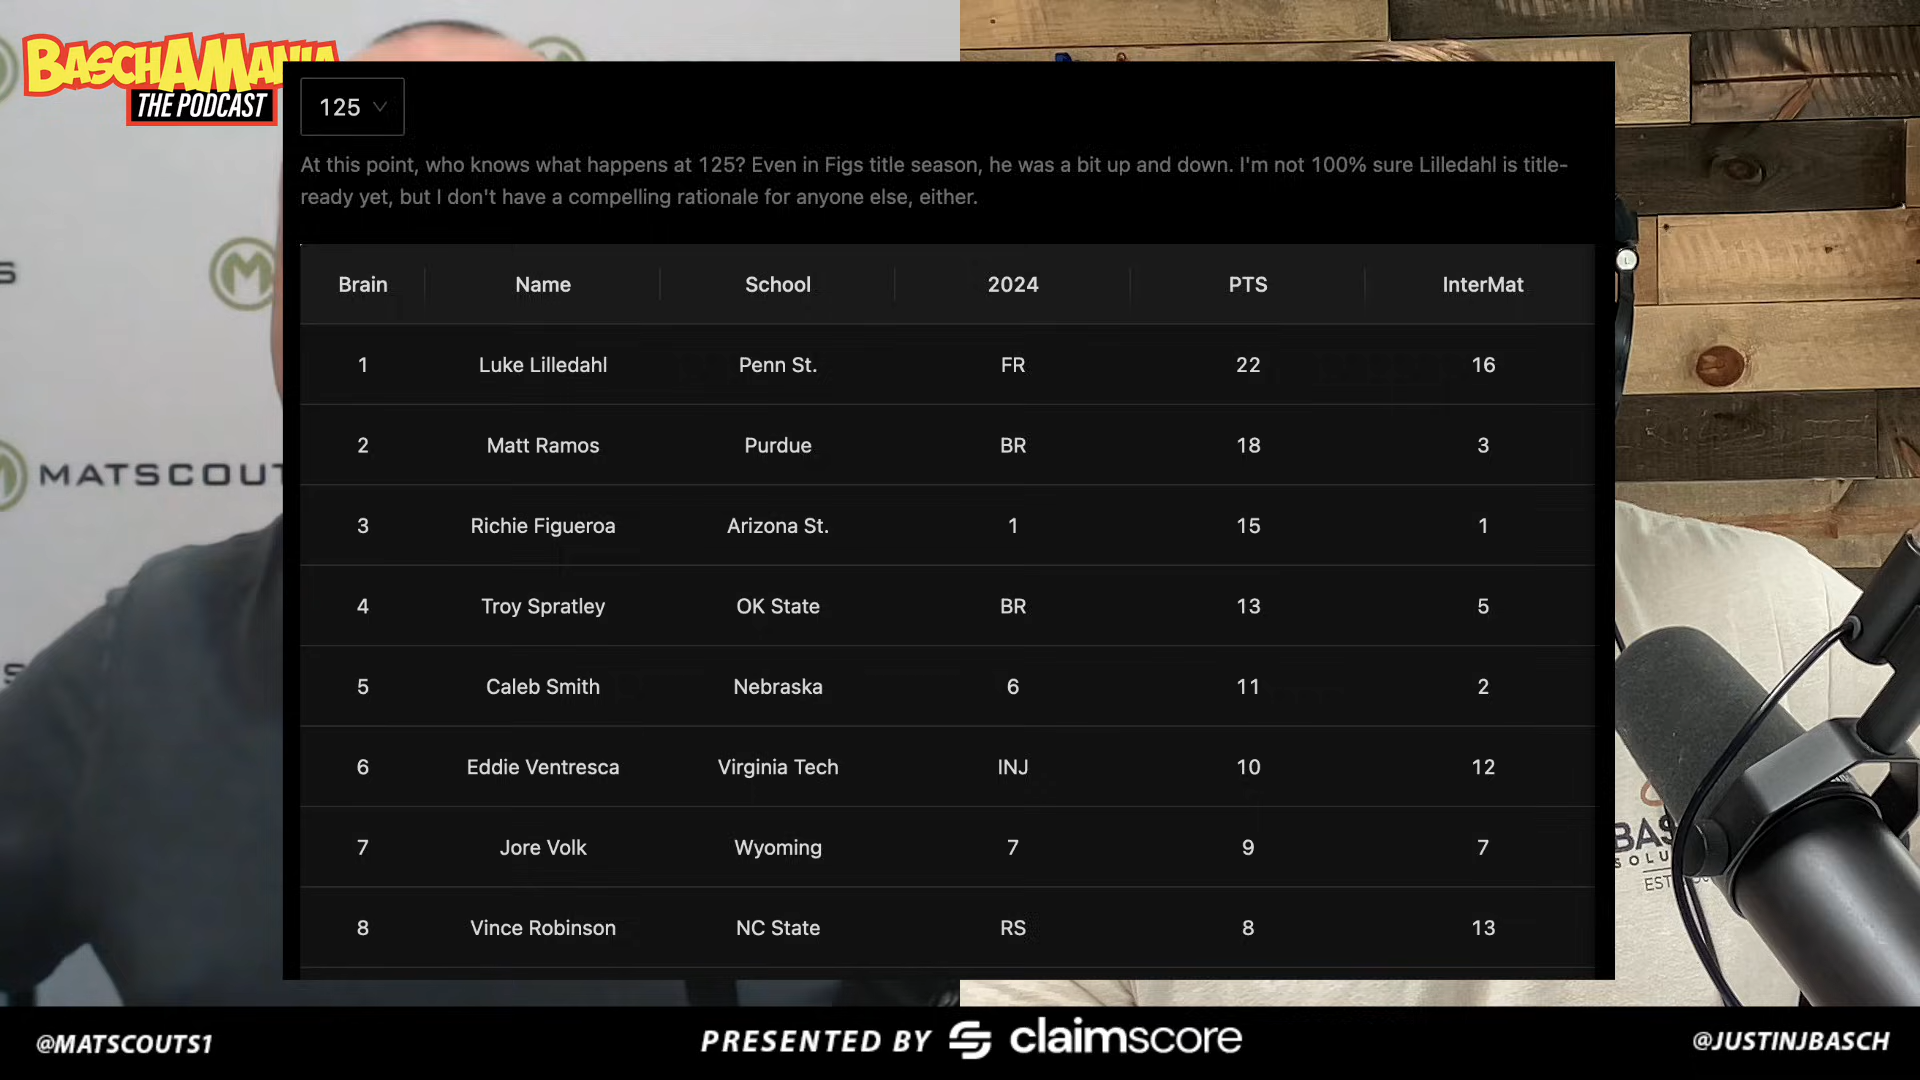 BASCHAMANIA
THE PODCAST
125
At this point, who knows what happens at 125? Even in Figs title season, he was a bit up and down. I'm not 100% sure Lilledahl is title-
ready yet, but I don't have a compelling rationale for anyone else, either.
Brain Name School 2024 PTS InterMat
1 Luke Lilledahl Penn St. FR 22 16
2 Matt Ramos Purdue BR 18 3
3 Richie Figueroa Arizona St. 1 15 1
4 Troy Spratley OK State BR 13 5
5 Caleb Smith Nebraska 6 11 2
6 Eddie Ventresca Virginia Tech INJ 10 12
7 Jore Volk Wyoming 7 9 7
8 Vince Robinson NC State RS 8 13
S
M
MATSCOUT
S
BAS
SOLU
EST
@MATSCOUTS1
PRESENTED BY claimscore
@JUSTINJBASCH